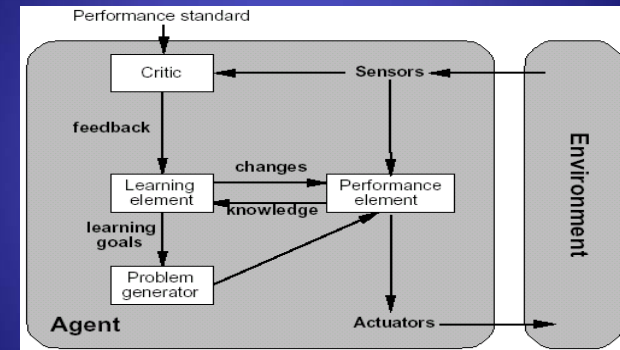 Performance standard
Critic
Sensors
feedback
changes
Learning
element
Performance
element
knowledge
learning
goals
Problem
generator
Agent
Actuators
Environment